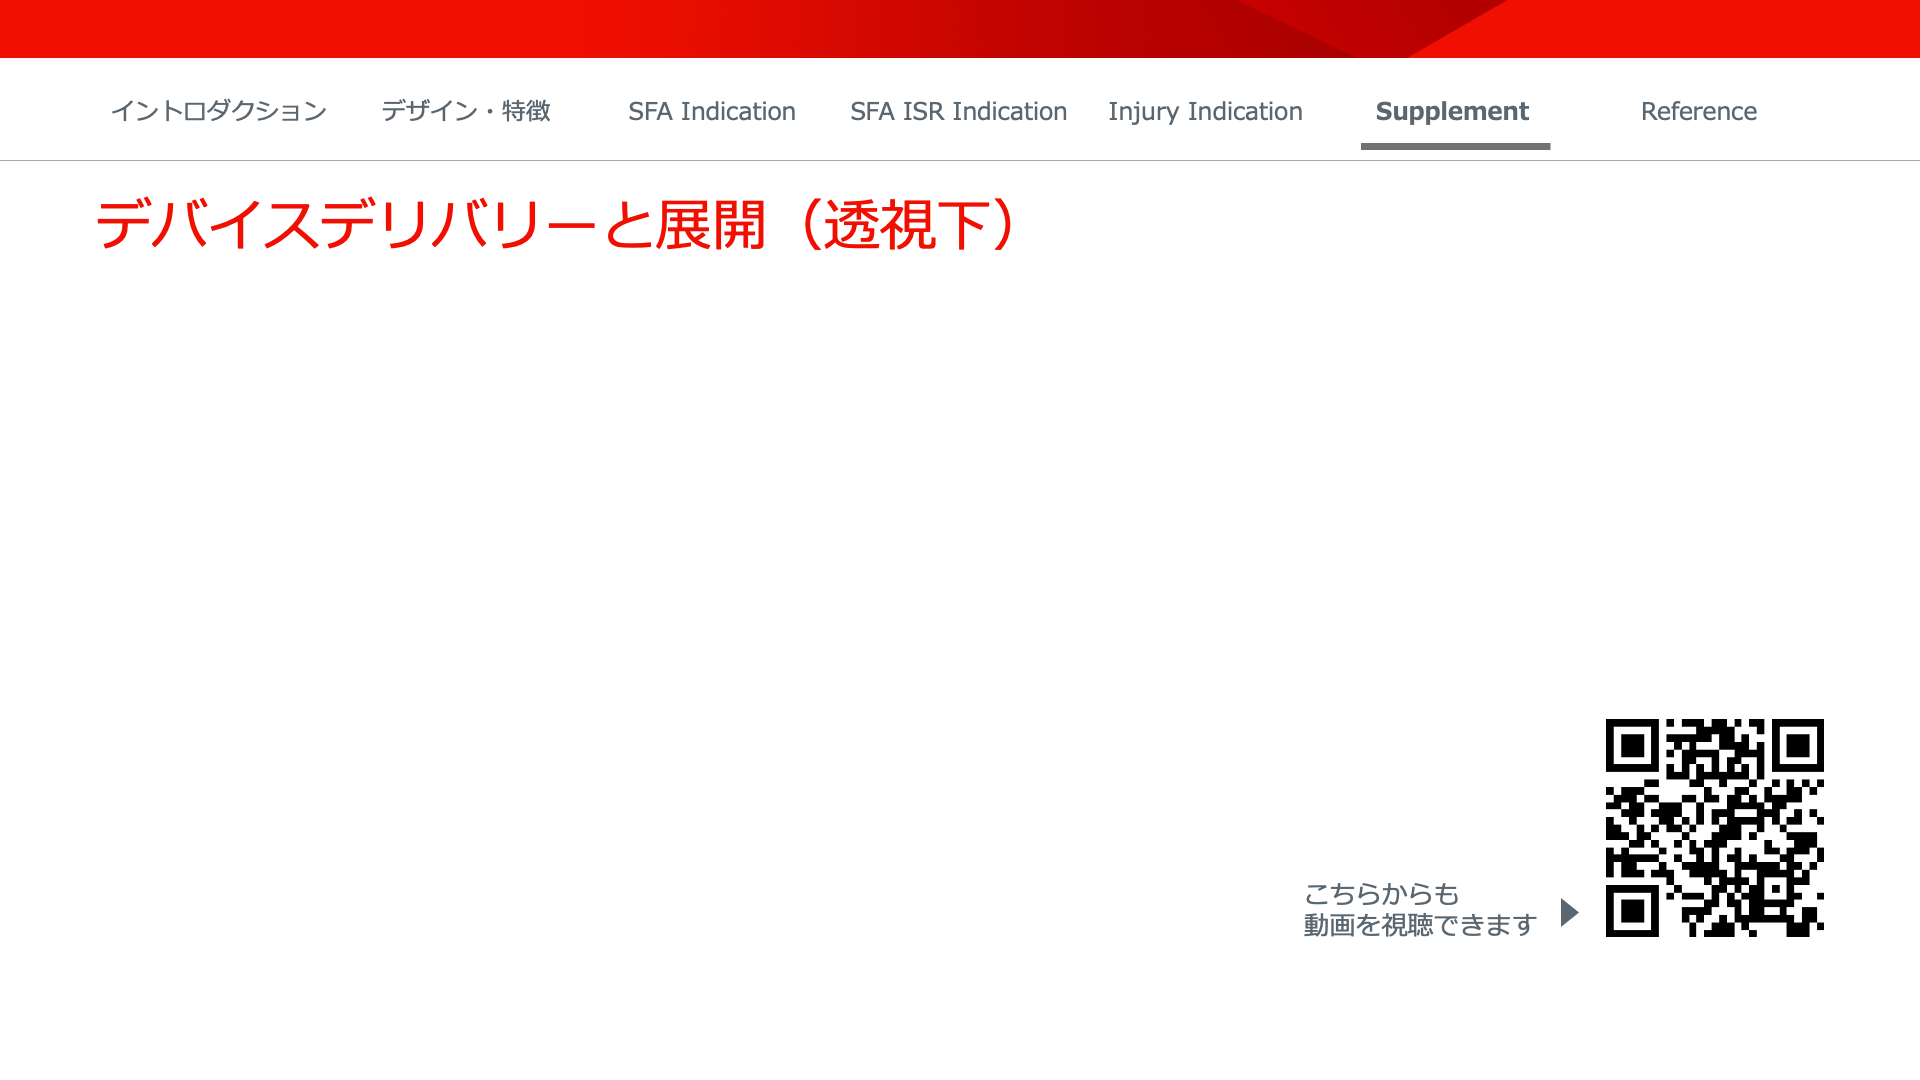 イントロダクション デザイン・特徴 SFA Indication SFA ISR Indication Injury Indication Supplement Reference
デバイスデリバリーと展開（透視下）
こちらからも
動画を視聴できます